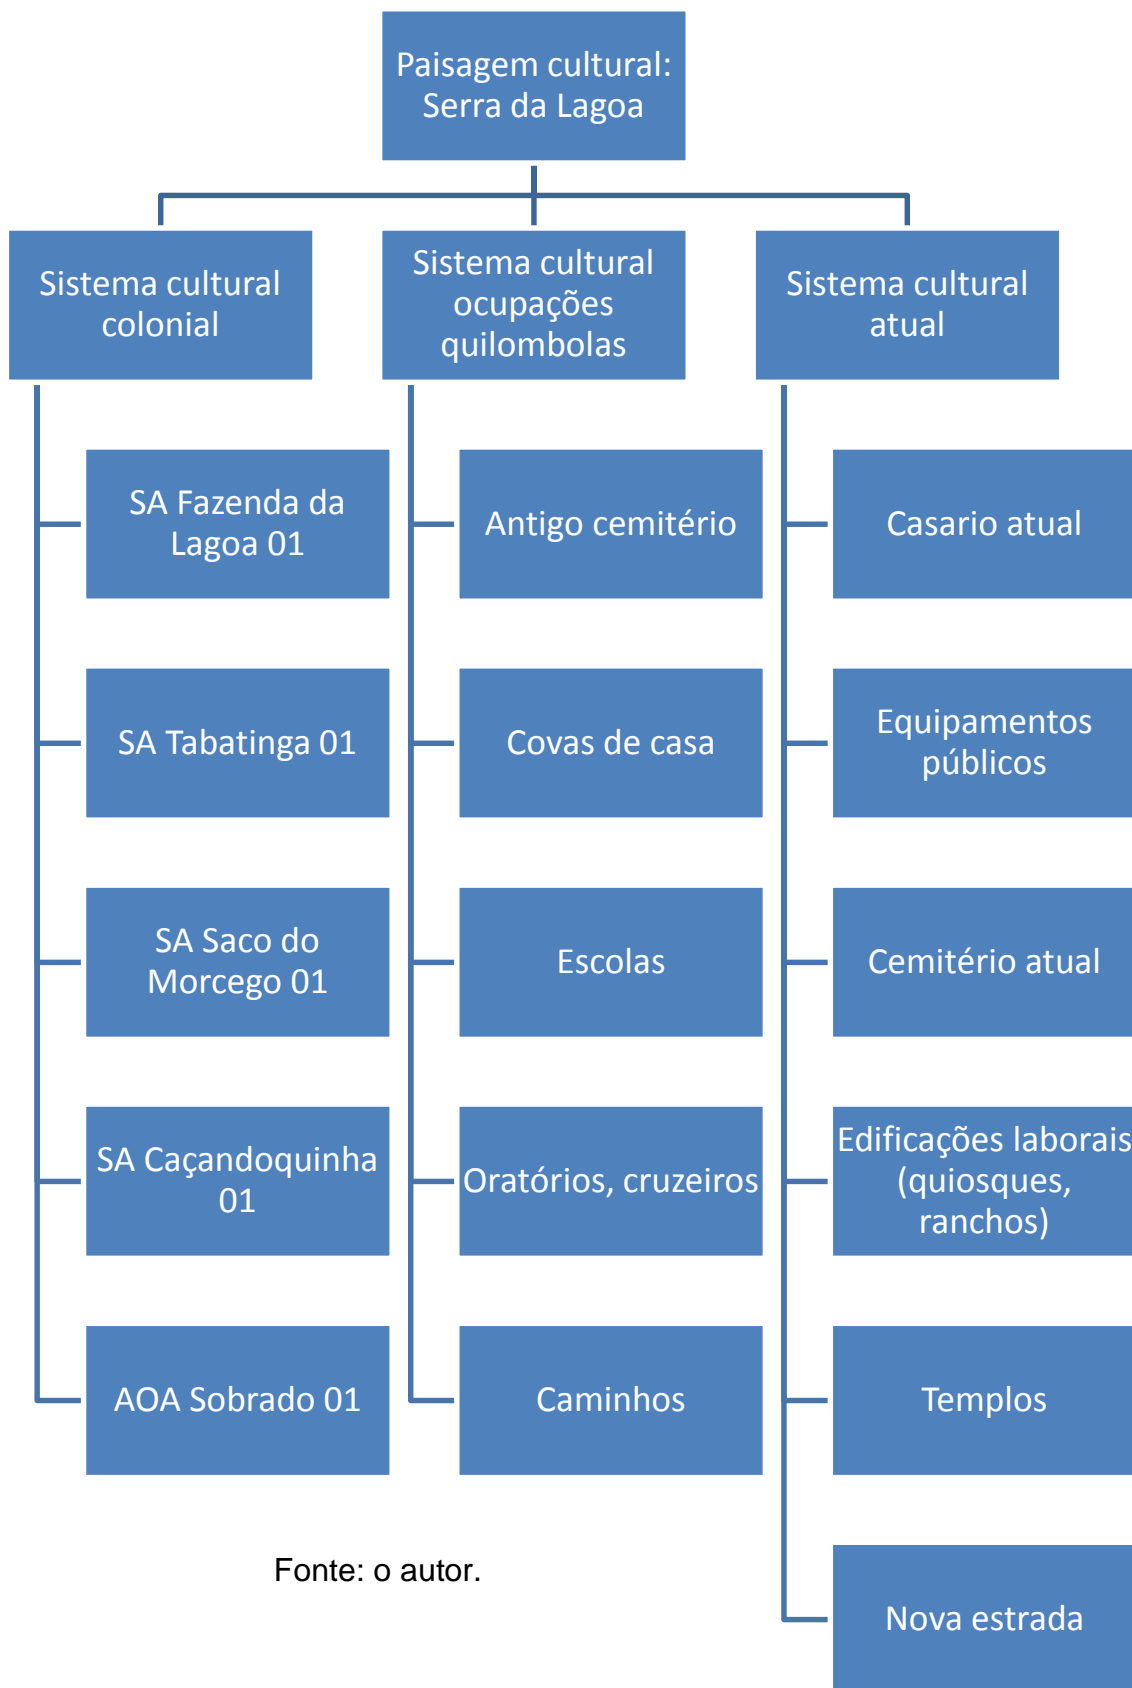 Paisagem cultural:
Serra da Lagoa
Sistema cultural
colonial
Sistema cultural
ocupações
quilombolas
Sistema cultural
atual
SA Fazenda da
Lagoa 01
Antigo cemitério
Casario atual
SA Tabatinga 01
Covas de casa
Equipamentos
públicos
SA Saco do
Morcego 01
Escolas
Cemitério atual
SA Caçandoquinha
01
Oratórios, cruzeiros
Edificações laborais
(quiosques,
ranchos)
AOA Sobrado 01
Caminhos
Templos
Nova estrada
Fonte: o autor.